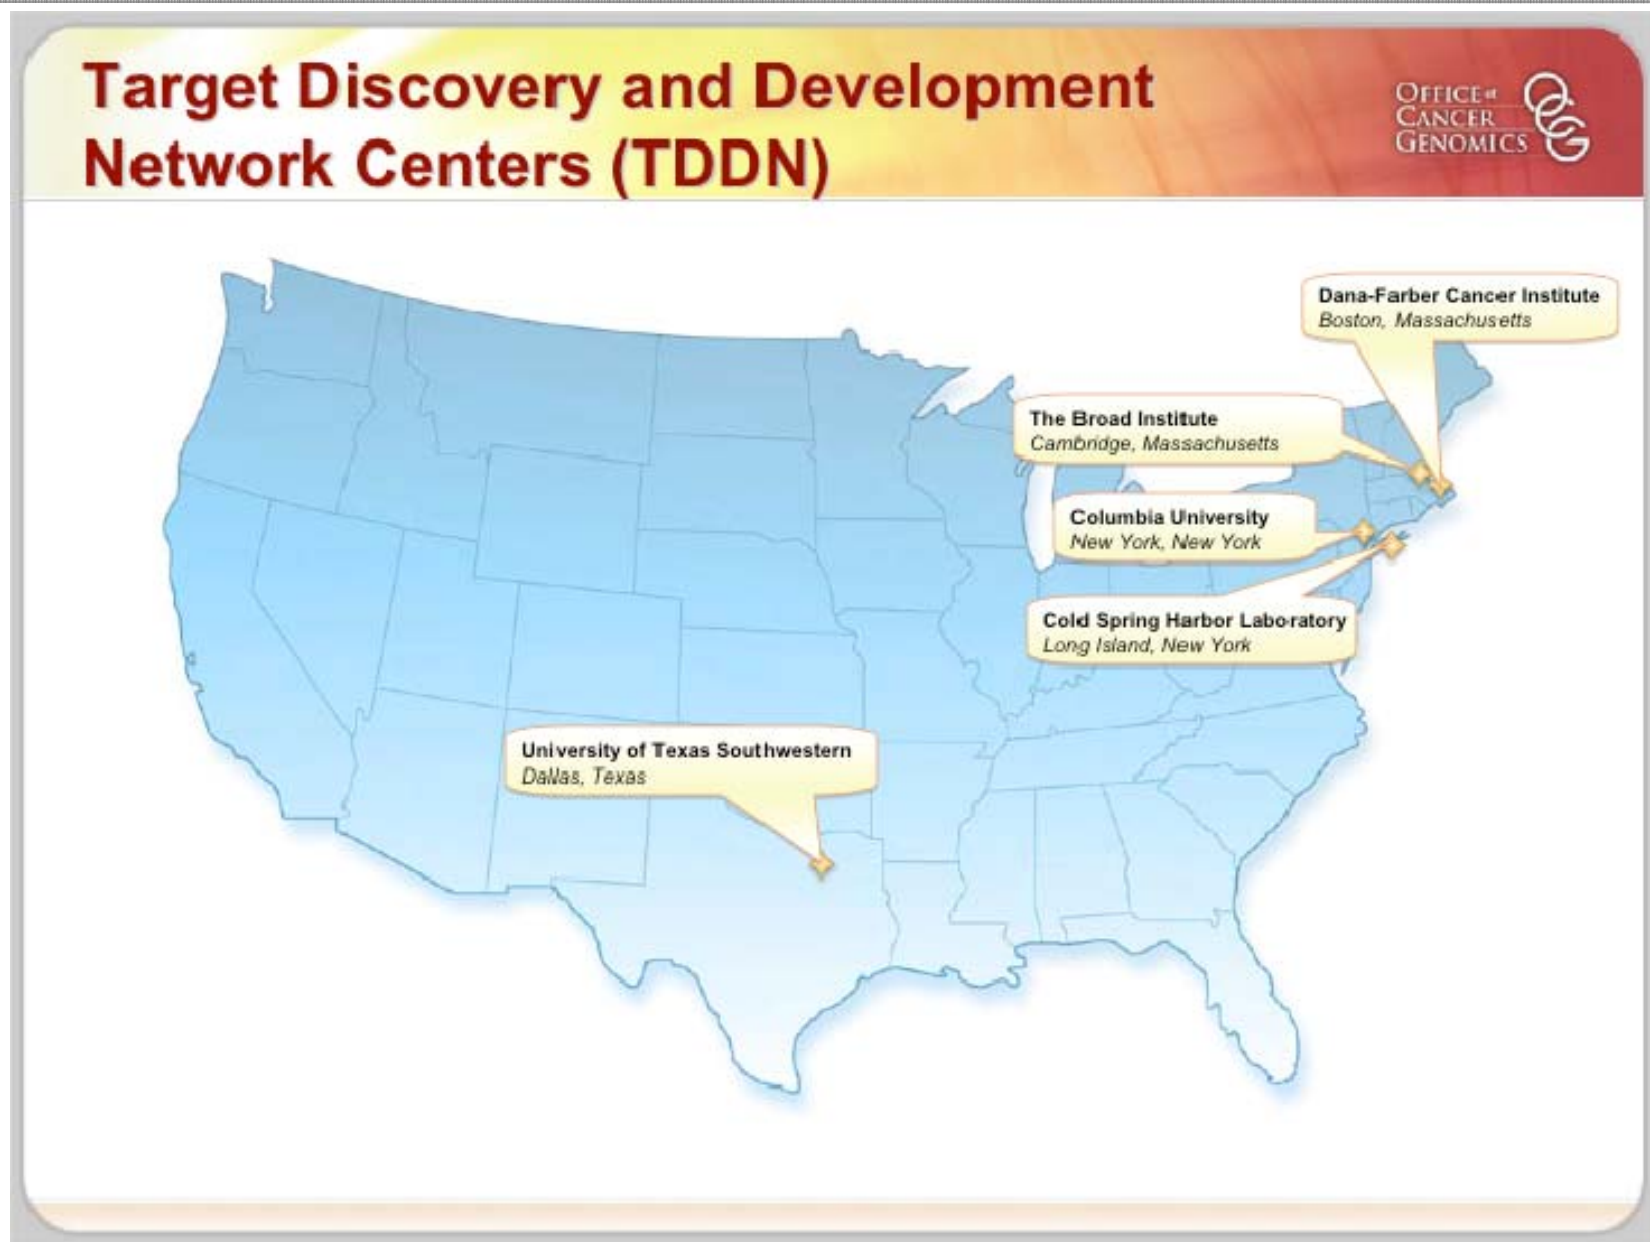 Target Discovery and Development
Network Centers (TDDN)
OFFICE of
CANCER
GENOMICS
OCG
Dana-Farber Cancer Institute
Boston, Massachusetts
The Broad Institute
Cambridge, Massachusetts
Columbia University
New York, New York
Cold Spring Harbor Laboratory
Long Island, New York
University of Texas Southwestern
Dallas, Texas